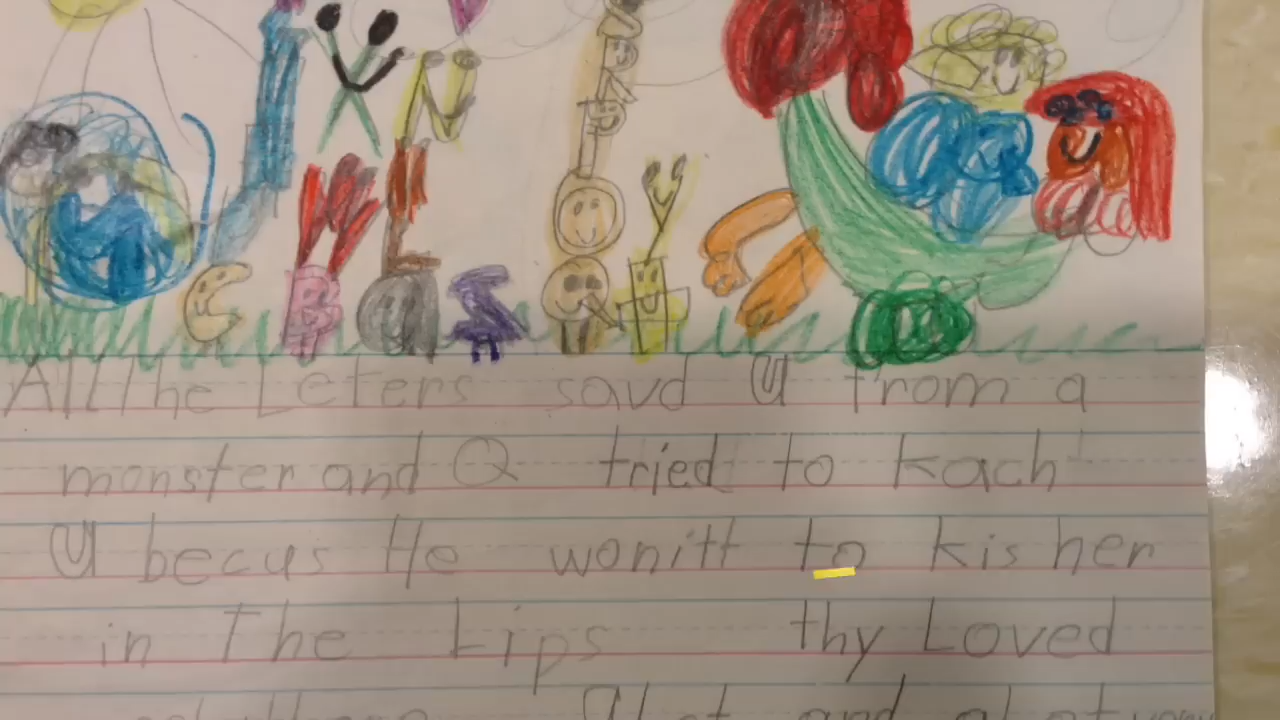 All the Leters savd U from a
monster and Q tried to kach
U becus He wonitt to kis her
in The Lips thy Loved